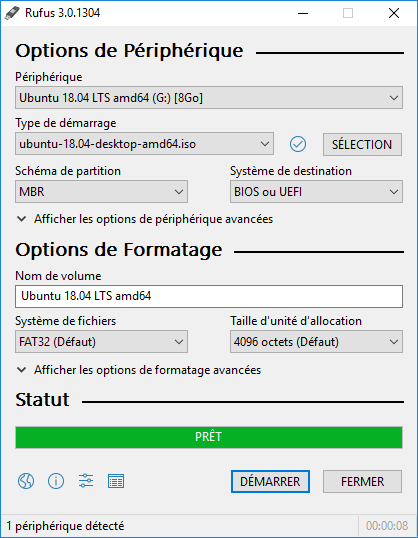 Rufus 3.0.1304
Options de Périphérique
Périphérique
Ubuntu 18.04 LTS amd64 (G:) [8Go]
Type de démarrage
ubuntu-18.04-desktop-amd64.iso
SÉLECTION
Schéma de partition
Système de destination
MBR
BIOS ou UEFI
Afficher les options de périphérique avancées
Options de Formatage
Nom de volume
Ubuntu 18.04 LTS amd64
Système de fichiers
Taille d'unité d'allocation
FAT32 (Défaut)
4096 octets (Défaut)
Afficher les options de formatage avancées
Statut
PRÊT
DÉMARRER
FERMER
1 périphérique détecté
00:00:08